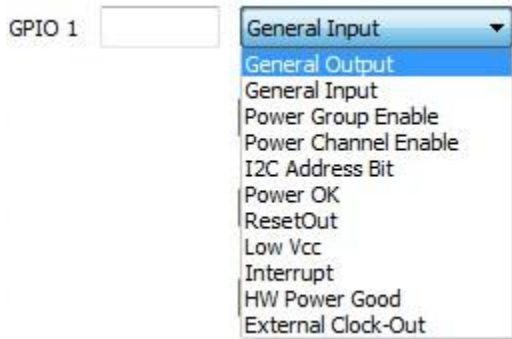 GPIO 1 General Input
General Output
General Input
Power Group Enable
Power Channel Enable
I2C Address Bit
Power OK
ResetOut
Low Vcc
Interrupt
HW Power Good
External Clock-Out